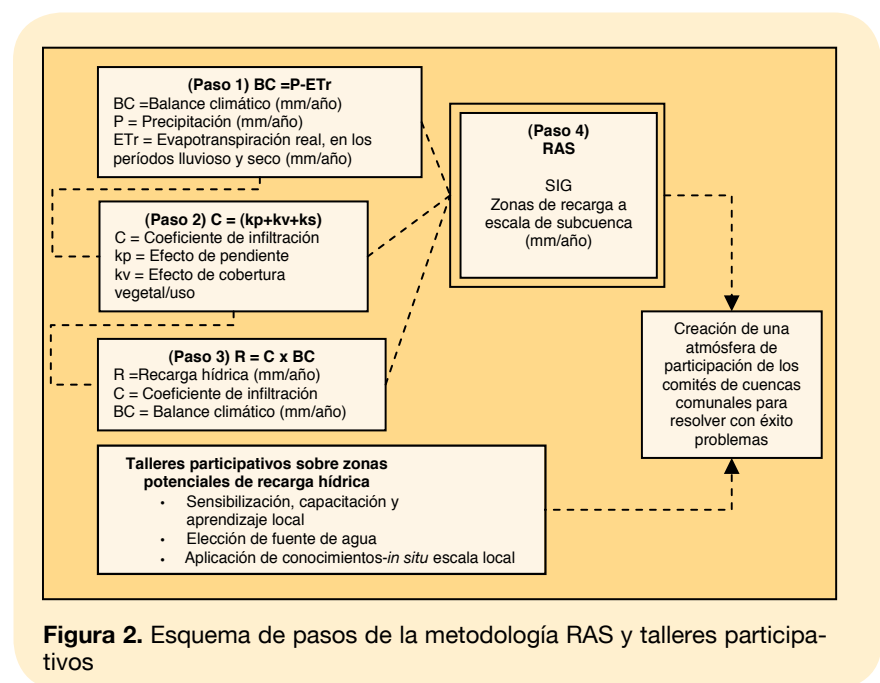 (Paso 1) BC =P-ETr
BC =Balance climático (mm/año)
P = Precipitación (mm/año)
ETr = Evapotranspiración real, en los
períodos lluvioso y seco (mm/año)
(Paso 2) C = (kp+kv+ks)
C = Coeficiente de infiltración
kp = Efecto de pendiente
kv = Efecto de cobertura
vegetal/uso
(Paso 3) R = C x BC
R =Recarga hídrica (mm/año)
C = Coeficiente de infiltración
BC = Balance climático (mm/año)
(Paso 4)
RAS
SIG
Zonas de recarga a
escala de subcuenca
(mm/año)
Creación de una
atmósfera de
participación de los
comités de cuencas
comunales para
resolver con éxito
problemas
Talleres participativos sobre zonas
potenciales de recarga hídrica
• Sensibilización, capacitación y
aprendizaje local
• Elección de fuente de agua
• Aplicación de conocimientos-in situ escala local
Figura 2. Esquema de pasos de la metodología RAS y talleres participa-
tivos